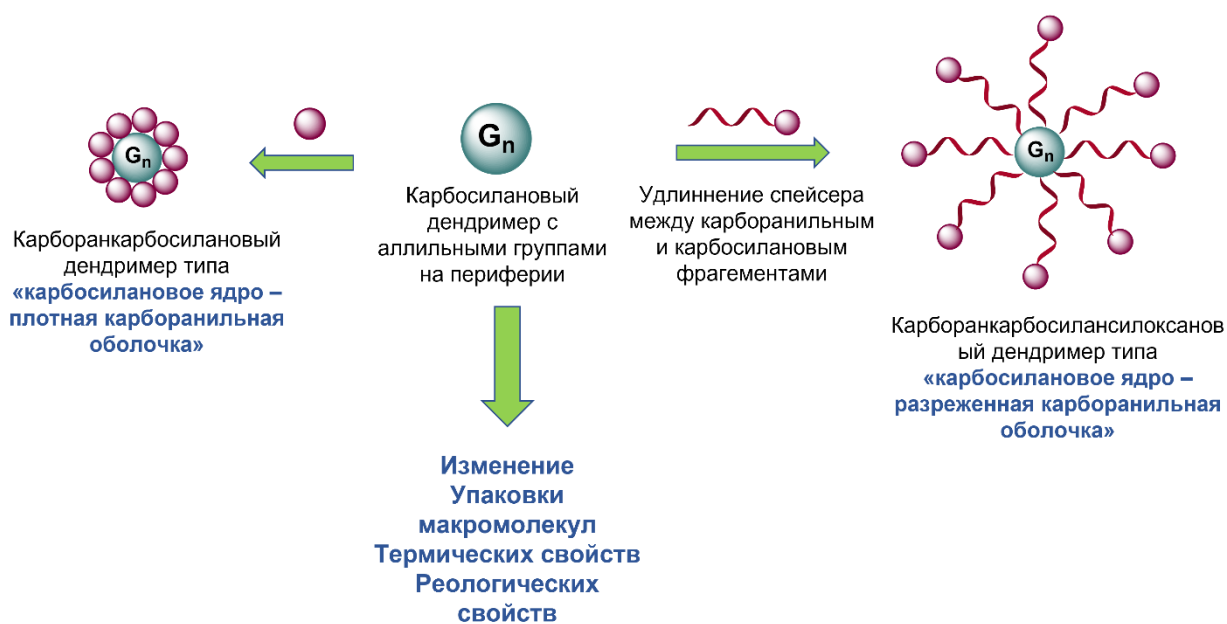 Gn
Карборанкарбосилановый
дендример типа
«карбосилановое ядро –
плотная карборанильная
оболочка»
Gn
Карбосилановый
дендример с
аллильными группами
на периферии
Изменение
Упаковки
макромолекул
Термических свойств
Реологических
свойств
Удлиннение спейсера
между карборанильным
и карбосилановым
фрагементами
Gn
Карборанкарбосилансилоксанов
ый дендример типа
«карбосилановое ядро –
разреженная карборанильная
оболочка»